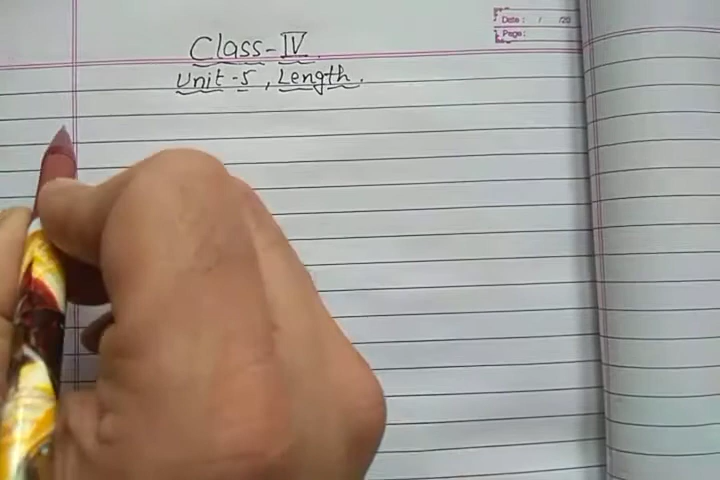 Date : / /20
Page:
Class-IV
Unit-5, Length.